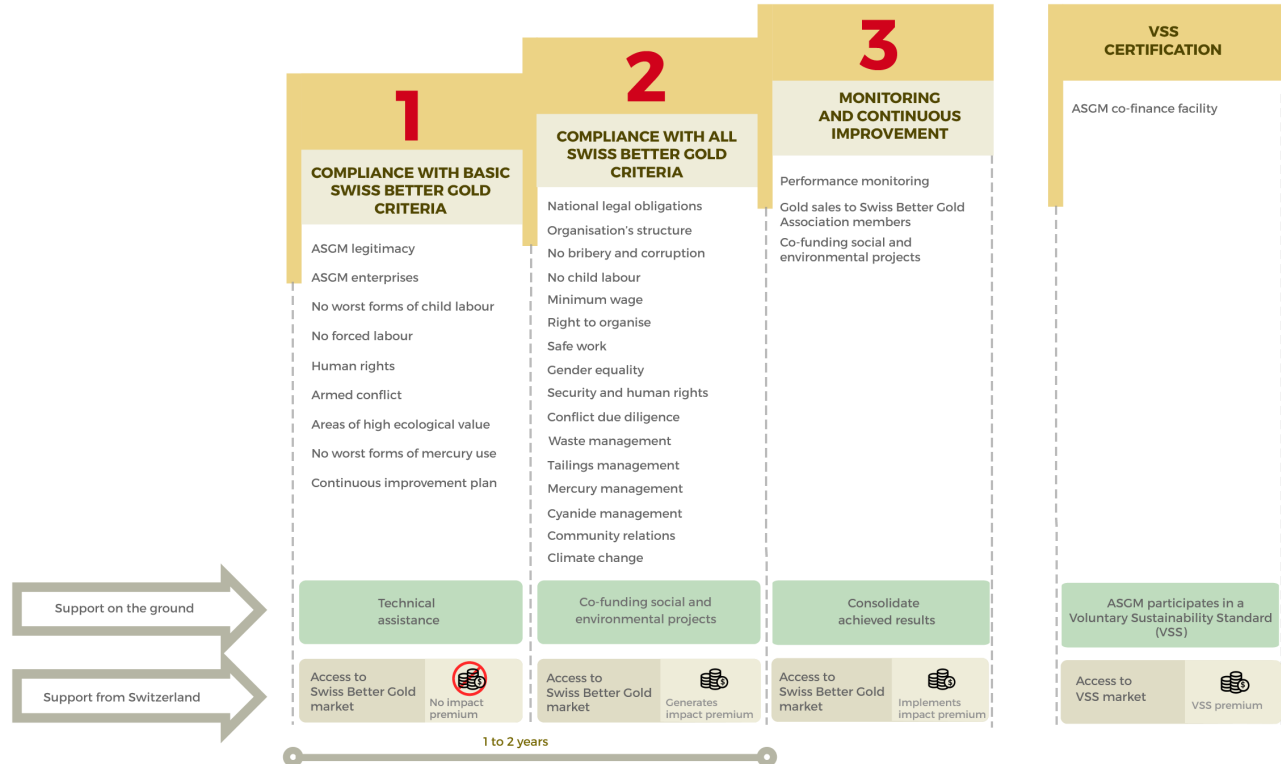 1
COMPLIANCE WITH BASIC
SWISS BETTER GOLD
CRITERIA
ASGM legitimacy
ASGM enterprises
No worst forms of child labour
No forced labour
Human rights
Armed conflict
Areas of high ecological value
No worst forms of mercury use
Continuous improvement plan
2
COMPLIANCE WITH ALL
SWISS BETTER GOLD
CRITERIA
National legal obligations
Organisation's structure
No bribery and corruption
No child labour
Minimum wage
Right to organise
Safe work
Gender equality
Security and human rights
Conflict due diligence
Waste management
Tailings management
Mercury management
Cyanide management
Community relations
Climate change
3
MONITORING
AND CONTINUOUS
IMPROVEMENT
Performance monitoring
Gold sales to Swiss Better Gold
Association members
Co-funding social and
environmental projects
VSS
CERTIFICATION
ASGM co-finance facility
Support on the ground
Technical
assistance
Co-funding social and
environmental projects
Consolidate
achieved results
ASGM participates in a
Voluntary Sustainability Standard
(VSS)
Support from Switzerland
Access to
Swiss Better Gold
market
$
No impact
premium
Access to
Swiss Better Gold
market
$
Generates
impact premium
Access to
Swiss Better Gold
market
$
Implements
impact premium
Access to
VSS market
$
VSS premium
1 to 2 years